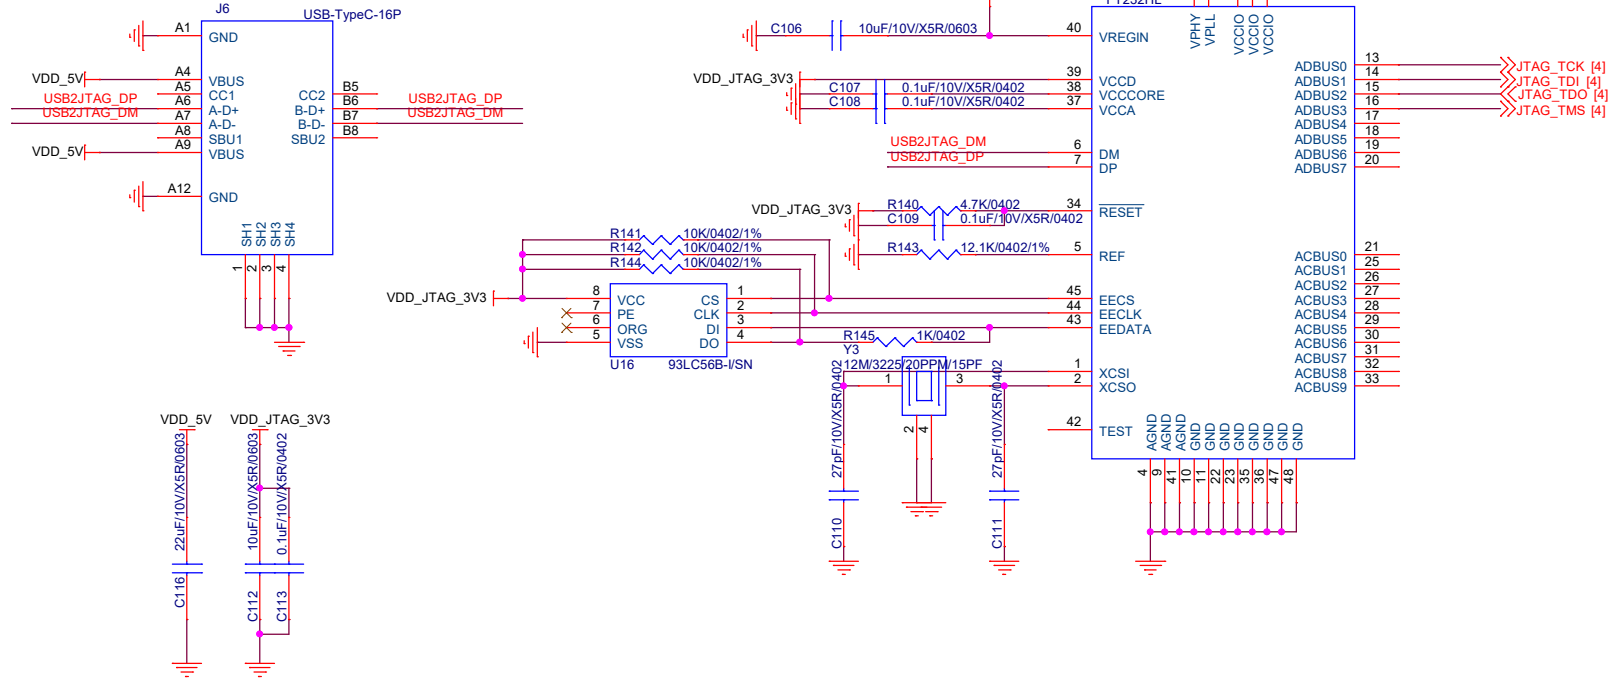 J6
USB-TypeC-16P
A1
GND
VDD_5V
A4
VBUS
A5
CC1
USB2JTAG_DP
A6
A-D+
USB2JTAG_DM
A7
A-D-
A8
SBU1
VDD_5V
A9
VBUS
A12
GND
CC2
B5
B-D+
B6
USB2JTAG_DP
B-D-
B7
USB2JTAG_DM
SBU2
B8
SH1
SH2
SH3
SH4
1
2
3
4
VDD_5V
22uF/10V/X5R/0603
C116
VDD_JTAG_3V3
10uF/10V/X5R/0603
C112
0.1uF/10V/X5R/0402
C113
R141
10K/0402/1%
R142
10K/0402/1%
R144
10K/0402/1%
VDD_JTAG_3V3
8
VCC
7
PE
6
ORG
5
VSS
CS
1
CLK
2
DI
3
DO
4
U16
93LC56B-I/SN
R145
1K/0402
Y3
12M/3225/20PPM/15PF
1
3
2
4
27pF/10V/X5R/0402
C110
27pF/10V/X5R/0402
C111
C106
10uF/10V/X5R/0603
VDD_JTAG_3V3
C107
0.1uF/10V/X5R/0402
C108
0.1uF/10V/X5R/0402
USB2JTAG_DM
USB2JTAG_DP
VDD_JTAG_3V3
R140
4.7K/0402
C109
0.1uF/10V/X5R/0402
R143
12.1K/0402/1%
FT232HL
40
VREGIN
39
VCCD
38
VCCCORE
37
VCCA
6
DM
7
DP
34
RESET
5
REF
45
EECS
44
EECLK
43
EEDATA
1
XCSI
2
XCSO
42
TEST
VPHY
VPLL
VCCIO
VCCIO
VCCIO
ADBUS0
13
JTAG_TCK [4]
ADBUS1
14
JTAG_TDI [4]
ADBUS2
15
JTAG_TDO [4]
ADBUS3
16
JTAG_TMS [4]
ADBUS4
17
ADBUS5
18
ADBUS6
19
ADBUS7
20
ACBUS0
21
ACBUS1
25
ACBUS2
26
ACBUS3
27
ACBUS4
28
ACBUS5
29
ACBUS6
30
ACBUS7
31
ACBUS8
32
ACBUS9
33
AGND
AGND
AGND
GND
GND
GND
GND
GND
GND
GND
GND
4
9
41
10
11
22
23
35
36
47
48